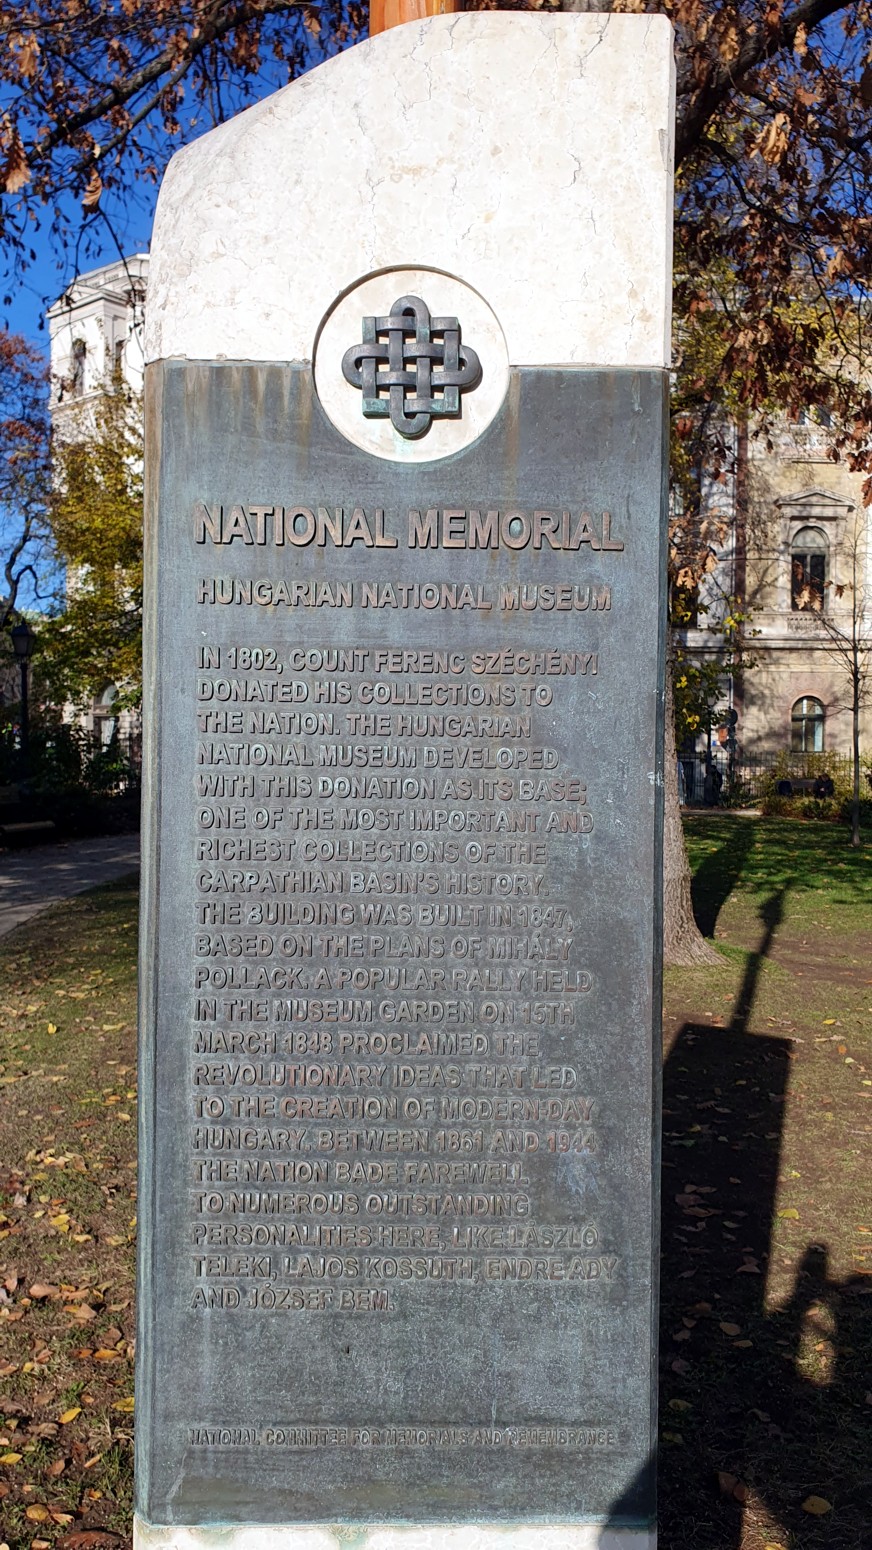 NATIONAL MEMORIAL
HUNGARIAN NATIONAL MUSEUM
IN 1802, COUNT FERENC SZÉCHÉNYI
DONATED HIS COLLECTIONS TO
THE NATION. THE HUNGARIAN
NATIONAL MUSEUM DEVELOPED
WITH THIS DONATION AS ITS BASE;
ONE OF THE MOST IMPORTANT AND
RICHEST COLLECTIONS OF THE
CARPATHIAN BASIN'S HISTORY.
THE BUILDING WAS BUILT IN 1847,
BASED ON THE PLANS OF MIHÁLY
POLLACK. A POPULAR RALLY HELD
IN THE MUSEUM GARDEN ON 15TH
MARCH 1848 PROCLAIMED THE
REVOLUTIONARY IDEAS THAT LED
TO THE CREATION OF MODERN-DAY
HUNGARY. BETWEEN 1861 AND 1944
THE NATION BADE FAREWELL
TO NUMEROUS OUTSTANDING
PERSONALITIES HERE, LIKE LÁSZLÓ
TELEKI, LAJOS KOSSUTH, ENDRE ADY
AND JÓZSEF BEM.
NATIONAL COMMITTEE FOR MEMORIALS AND REMEMBRANCE